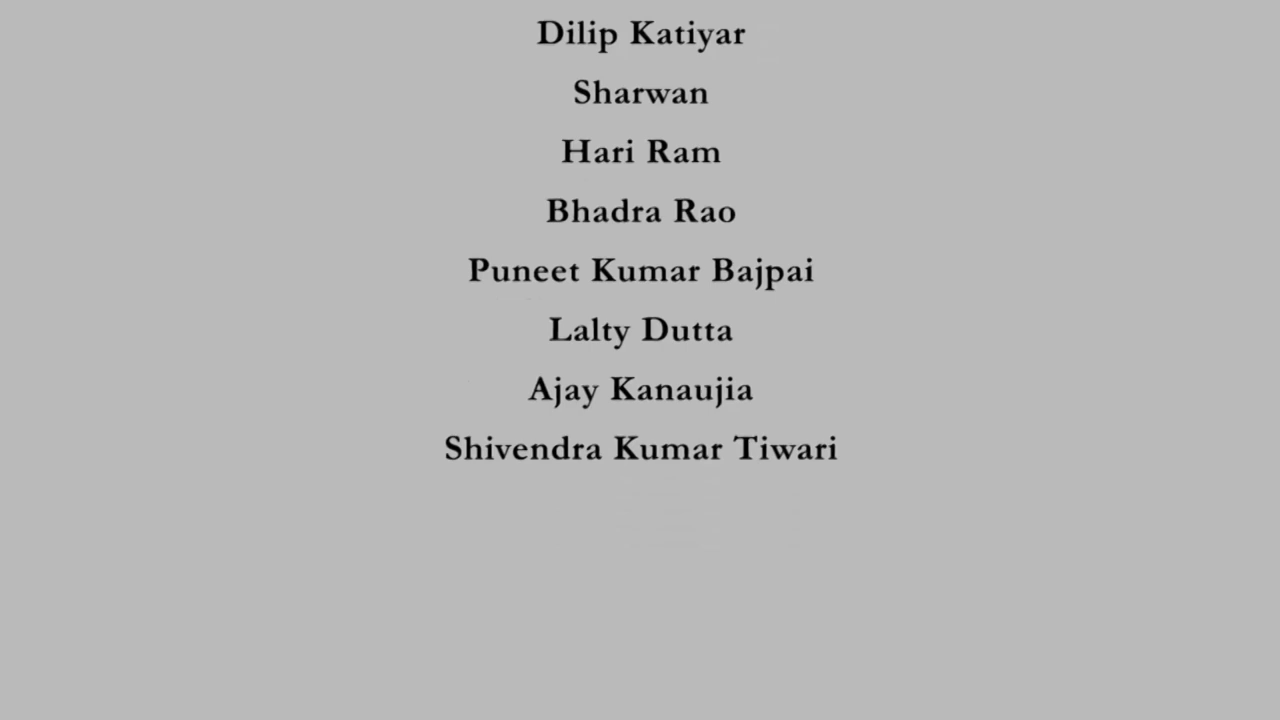 Dilip Katiyar
Sharwan
Hari Ram
Bhadra Rao
Puneet Kumar Bajpai
Lalty Dutta
Ajay Kanaujia
Shivendra Kumar Tiwari